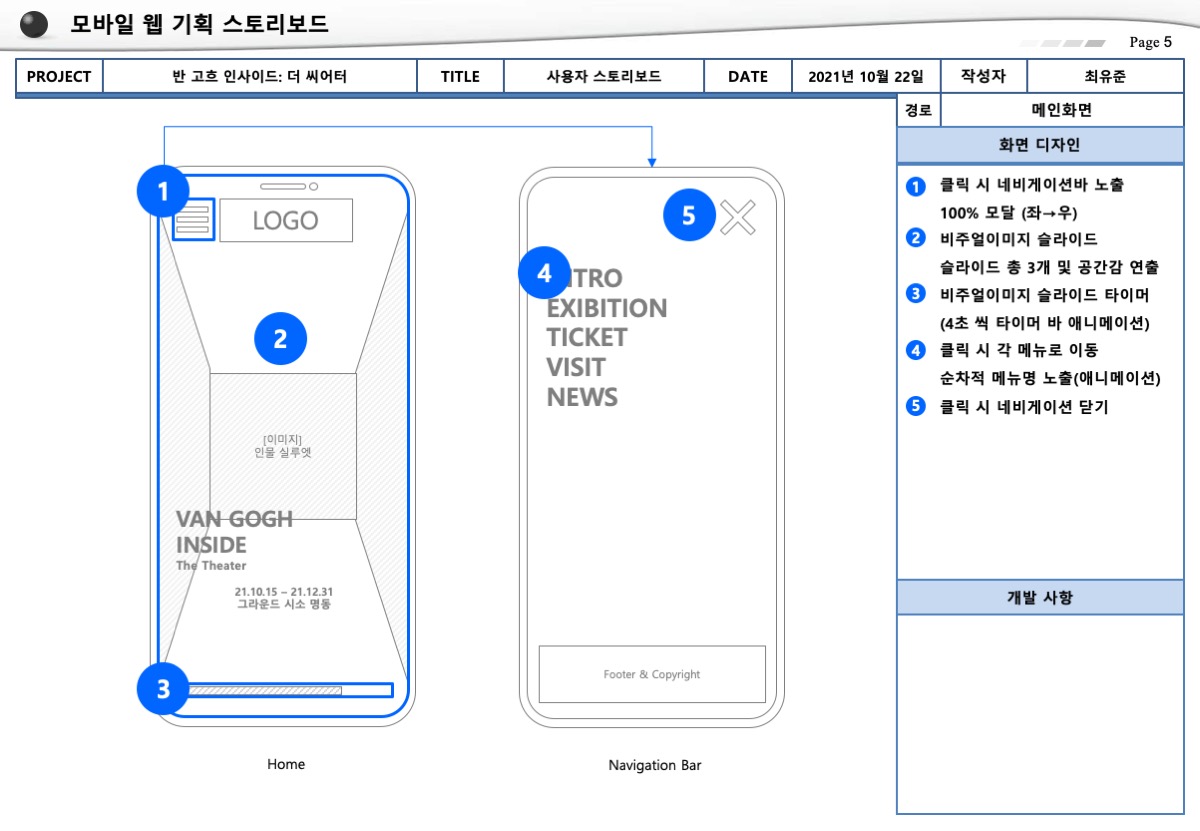 모바일 웹 기획 스토리보드
Page 5
PROJECT 반 고흐 인사이드: 더 씨어터 TITLE 사용자 스토리보드 DATE 2021년 10월 22일 작성자 최유준
경로 메인화면
화면 디자인
1 클릭 시 네비게이션바 노출
100% 모달 (좌→우)
2 비주얼이미지 슬라이드
슬라이드 총 3개 및 공간감 연출
3 비주얼이미지 슬라이드 타이머
(4초 씩 타이머 바 애니메이션)
4 클릭 시 각 메뉴로 이동
순차적 메뉴명 노출(애니메이션)
5 클릭 시 네비게이션 닫기
개발 사항
1
LOGO
2
[이미지]
인물 실루엣
VAN GOGH
INSIDE
The Theater
21.10.15 – 21.12.31
그라운드 시소 명동
3
Home
5
4
TRO
EXIBITION
TICKET
VISIT
NEWS
Footer & Copyright
Navigation Bar